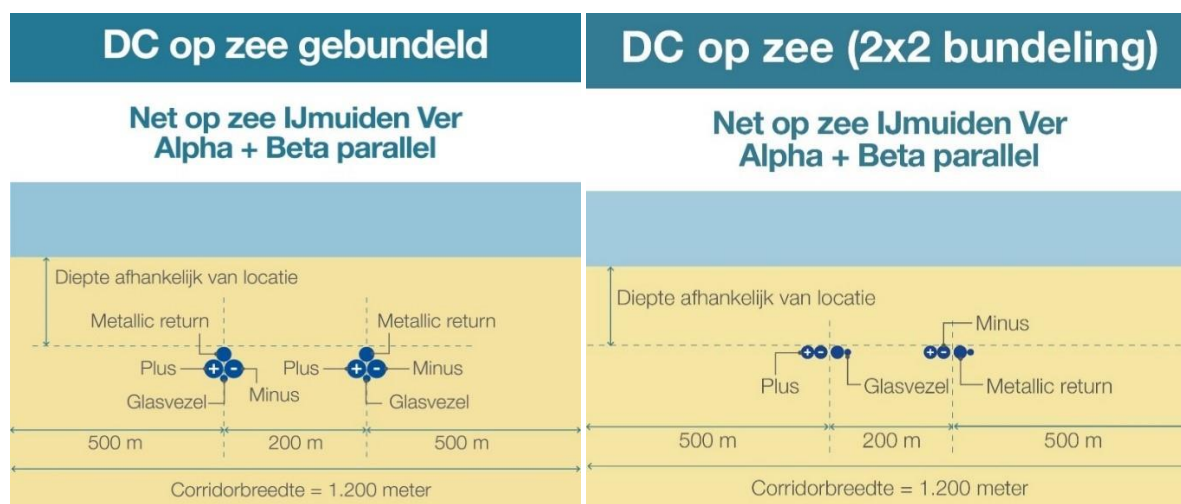 DC op zee gebundeld
Net op zee IJmuiden Ver
Alpha + Beta parallel
Diepte afhankelijk van locatie
Metallic return
Metallic return
Plus
+
-
Plus
+
-
Minus
Minus
Glasvezel
Glasvezel
500 m
200 m
500 m
Corridorbreedte = 1.200 meter
DC op zee (2x2 bundeling)
Net op zee IJmuiden Ver
Alpha + Beta parallel
Diepte afhankelijk van locatie
Minus
+
-
+
-
Plus
Glasvezel
Metallic return
500 m
200 m
500 m
Corridorbreedte = 1.200 meter